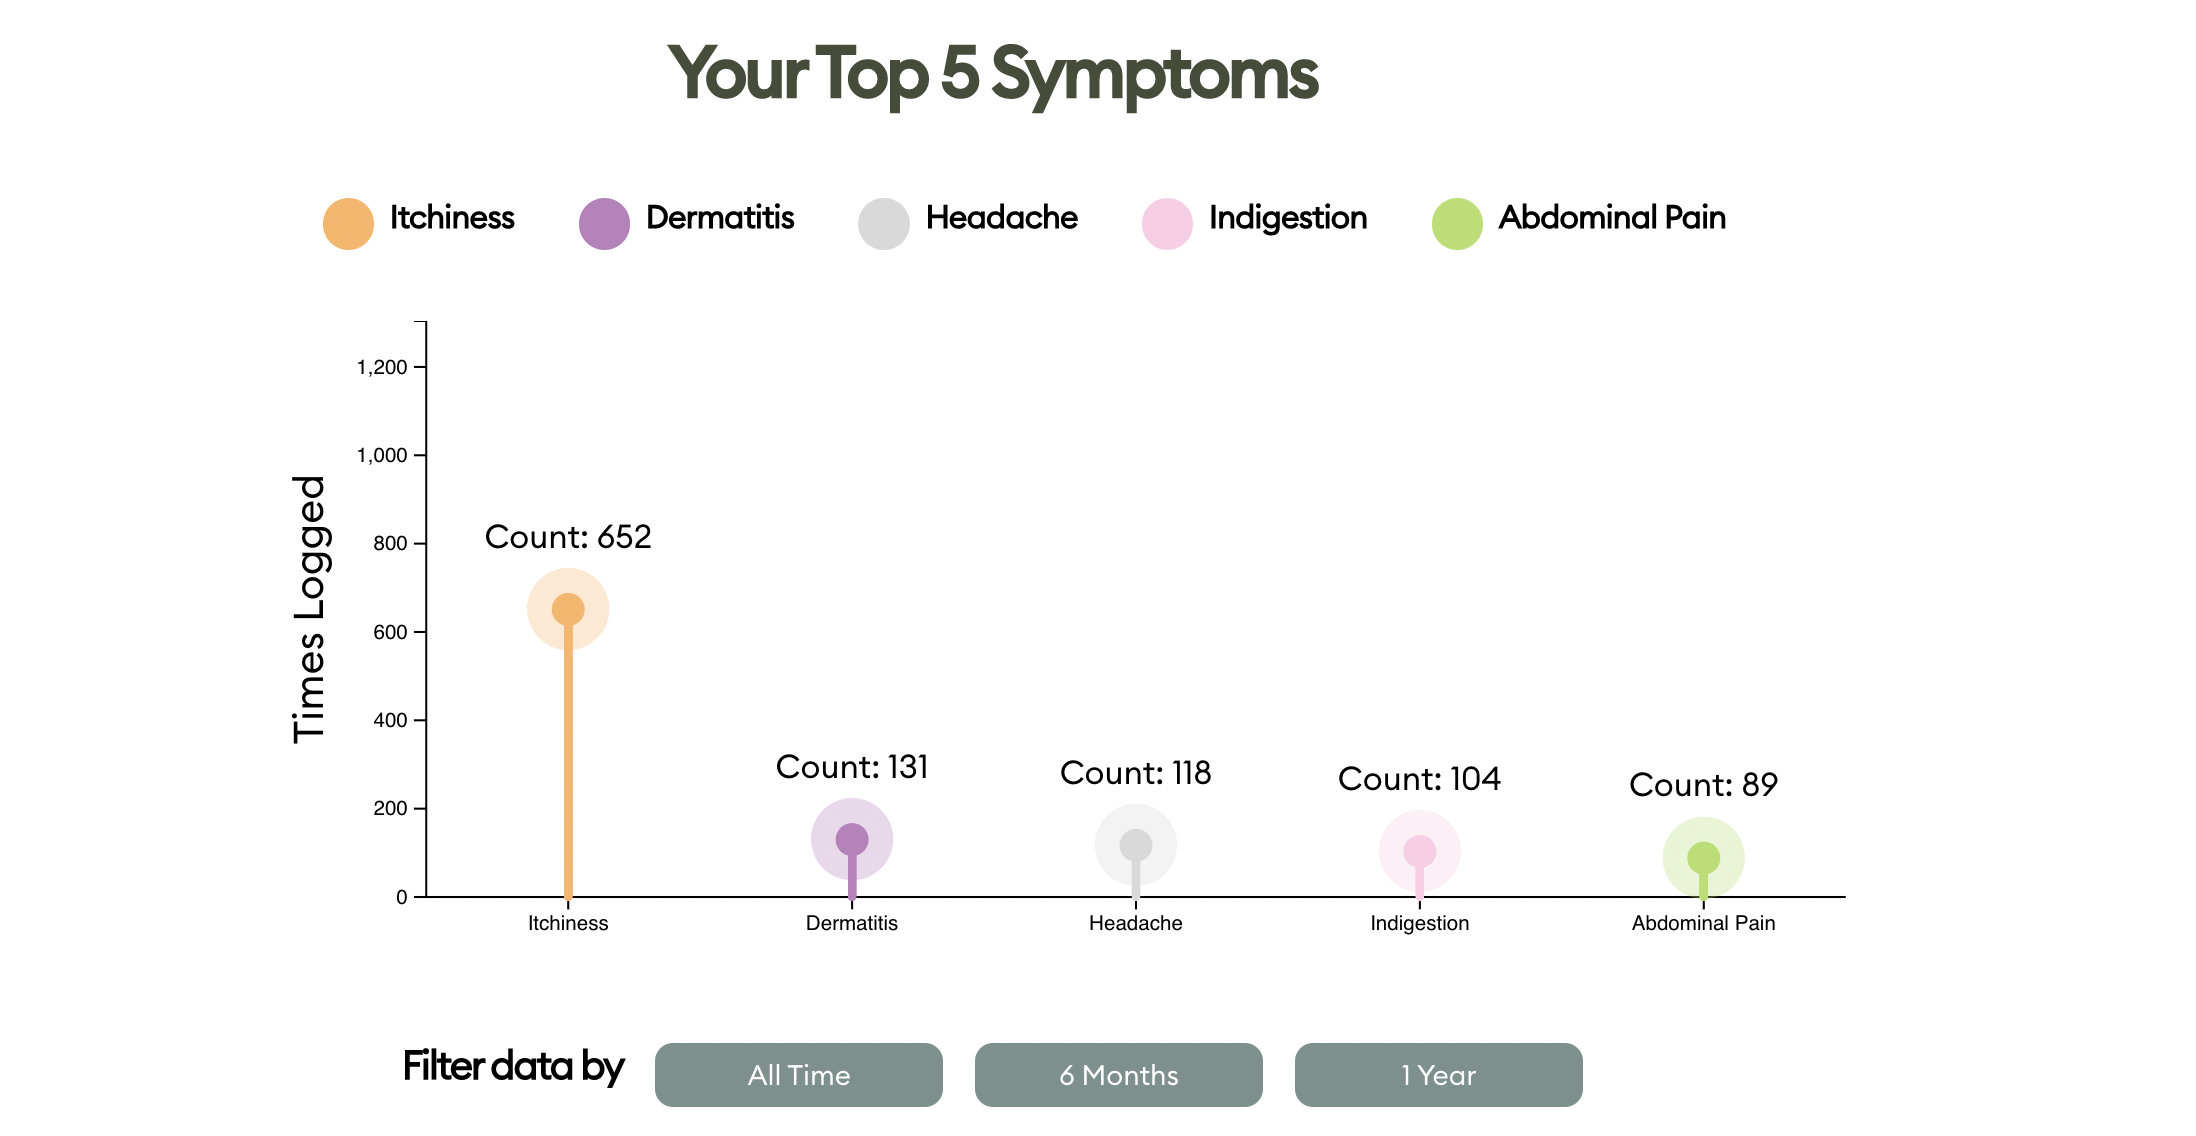 Your Top 5 Symptoms
Itchiness
Dermatitis
Headache
Indigestion
Abdominal Pain
Times Logged
1,200
1,000
800
600
400
200
0
Count: 652
Count: 131
Count: 118
Count: 104
Count: 89
Itchiness
Dermatitis
Headache
Indigestion
Abdominal Pain
Filter data by
All Time
6 Months
1 Year